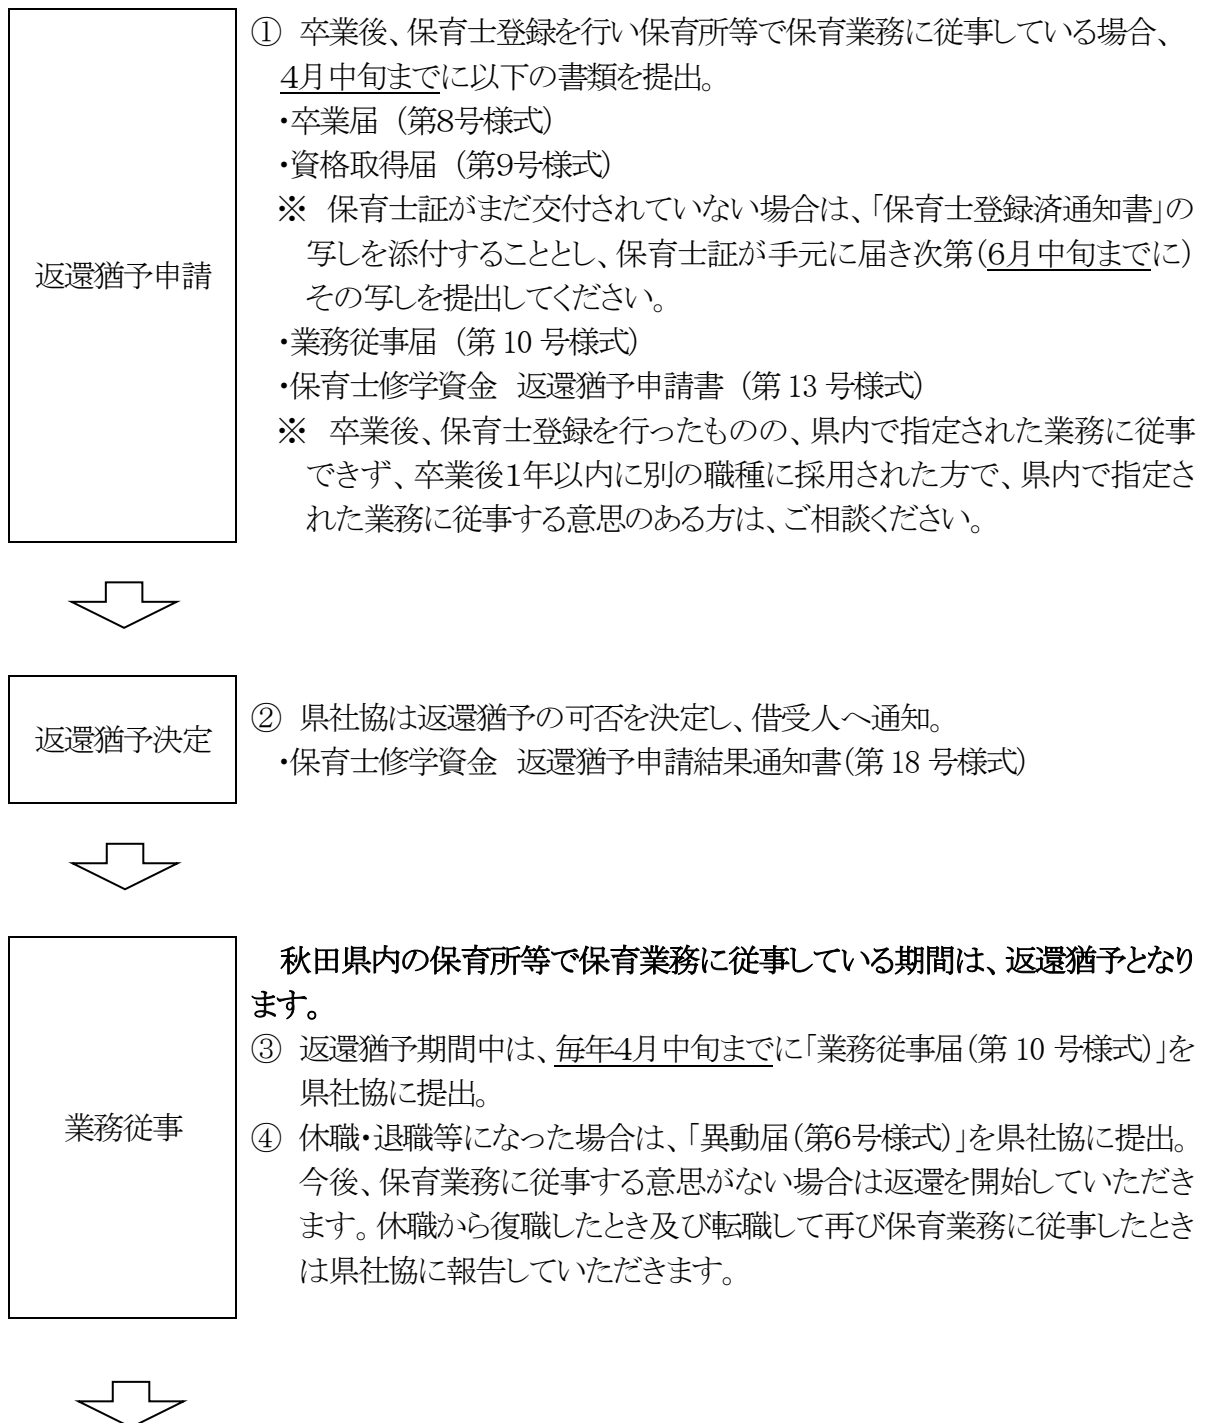 返還猶予申請
① 卒業後、保育士登録を行い保育所等で保育業務に従事している場合、
4月中旬までに以下の書類を提出。
・卒業届（第8号様式）
・資格取得届（第9号様式）
※ 保育士証がまだ交付されていない場合は、「保育士登録済通知書」の
写しを添付することとし、保育士証が手元に届き次第（6月中旬までに）
その写しを提出してください。
・業務従事届（第 10 号様式）
・保育士修学資金 返還猶予申請書（第 13 号様式）
※ 卒業後、保育士登録を行ったものの、県内で指定された業務に従事
できず、卒業後1年以内に別の職種に採用された方で、県内で指定さ
れた業務に従事する意思のある方は、ご相談ください。
返還猶予決定
② 県社協は返還猶予の可否を決定し、借受人へ通知。
・保育士修学資金 返還猶予申請結果通知書（第 18 号様式）
業務従事
秋田県内の保育所等で保育業務に従事している期間は、返還猶予となり
ます。
③ 返還猶予期間中は、毎年4月中旬までに「業務従事届（第 10 号様式）」を
県社協に提出。
④ 休職・退職等になった場合は、「異動届（第6号様式）」を県社協に提出。
今後、保育業務に従事する意思がない場合は返還を開始していただき
ます。休職から復職したとき及び転職して再び保育業務に従事したとき
は県社協に報告していただきます。